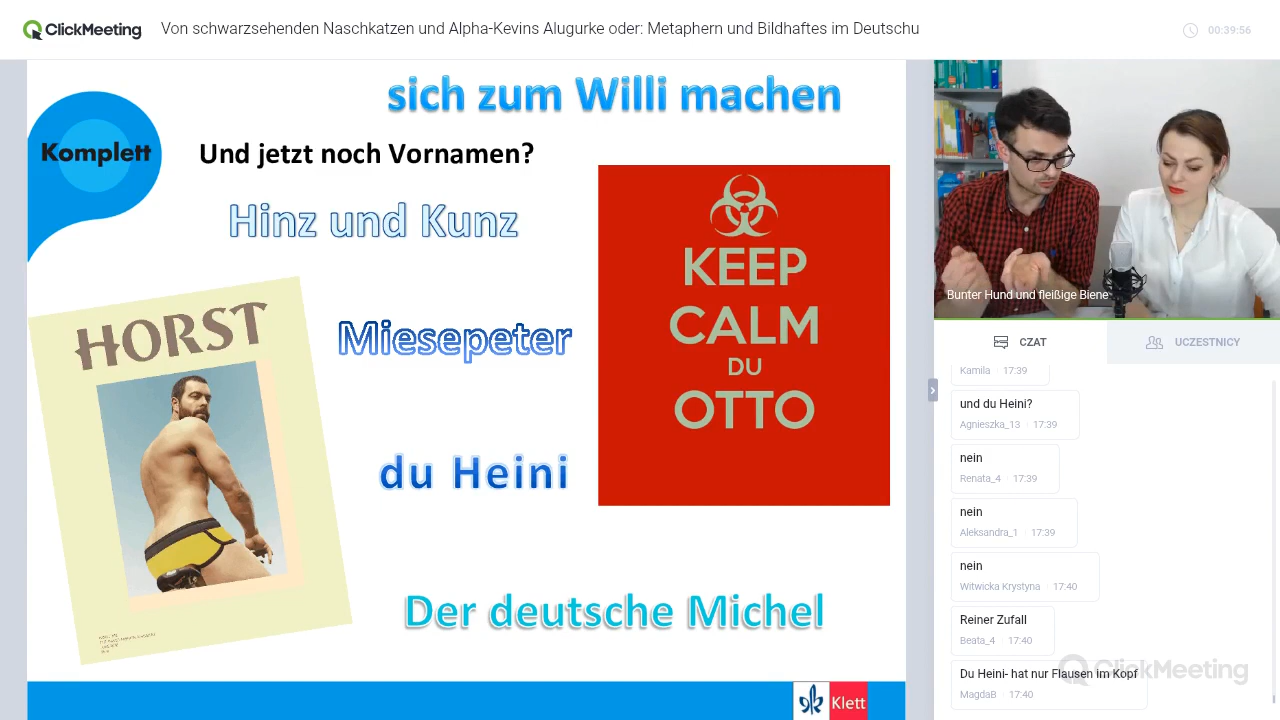 ClickMeeting
Von schwarzsehenden Naschkatzen und Alpha-Kevins Alugurke oder: Metaphern und Bildhaftes im Deutschu
00:39:56
sich zum Willi machen
Komplett
Und jetzt noch Vornamen?
Hinz und Kunz
KEEP
CALM
DU
OTTO
HORST
Miesepeter
du Heini
Der deutsche Michel
Klett
Bunter Hund und fleißige Biene
CZAT
UCZESTNICY
Kamila 17:39
und du Heini?
Agnieszka_13 17:39
nein
Renata_4 17:39
nein
Aleksandra_1 17:39
nein
Witwicka Krystyna 17:40
Reiner Zufall
Beata_4 17:40
Du Heini- hat nur Flausen im Kopf
MagdaB 17:40
ClickMeeting